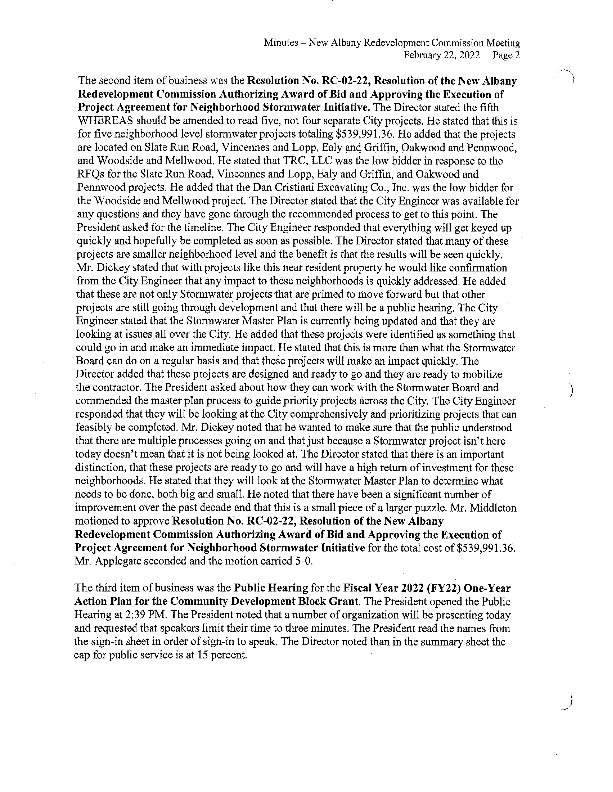 Minutes – New Albany Redevelopment Commission Meeting
February 22, 2022 Page 2
The second item of business was the Resolution No. RC-02-22, Resolution of the New Albany
Redevelopment Commission Authorizing Award of Bid and Approving the Execution of
Project Agreement for Neighborhood Stormwater Initiative. The Director stated the fifth
WHEREAS should be amended to read five, not four separate City projects. He stated that this is
for five neighborhood level stormwater projects totaling $539,991.36. He added that the projects
are located on Slate Run Road, Vincennes and Lopp, Ealy and Griffin, Oakwood and Pennwood,
and Woodside and Mellwood. He stated that TRC, LLC was the low bidder in response to the
RFQs for the Slate Run Road, Vincennes and Lopp, Ealy and Griffin, and Oakwood and
Pennwood projects. He added that the Dan Cristiani Excavating Co., Inc. was the low bidder for
the Woodside and Mellwood project. The Director stated that the City Engineer was available for
any questions and they have gone through the recommended process to get to this point. The
President asked for the timeline. The City Engineer responded that everything will get keyed up
quickly and hopefully be completed as soon as possible. The Director stated that many of these
projects are smaller neighborhood level and the benefit is that the results will be seen quickly.
Mr. Dickey stated that with projects like this near resident property he would like confirmation
from the City Engineer that any impact to these neighborhoods is quickly addressed. He added
that these are not only Stormwater projects that are primed to move forward but that other
projects are still going through development and that there will be a public hearing. The City
Engineer stated that the Stormwater Master Plan is currently being updated and that they are
looking at issues all over the City. He added that these projects were identified as something that
could go in and make an immediate impact. He stated that this is more than what the Stormwater
Board can do on a regular basis and that these projects will make an impact quickly. The
Director added that these projects are designed and ready to go and they are ready to mobilize
the contractor. The President asked about how they can work with the Stormwater Board and
commended the master plan process to guide priority projects across the City. The City Engineer
responded that they will be looking at the City comprehensively and prioritizing projects that can
feasibly be completed. Mr. Dickey noted that he wanted to make sure that the public understood
that there are multiple processes going on and that just because a Stormwater project isn't here
today doesn't mean that it is not being looked at. The Director stated that there is an important
distinction, that these projects are ready to go and will have a high return of investment for these
neighborhoods. He stated that they will look at the Stormwater Master Plan to determine what
needs to be done, both big and small. He noted that there have been a significant number of
improvement over the past decade and that this is a small piece of a larger puzzle. Mr. Middleton
motioned to approve Resolution No. RC-02-22, Resolution of the New Albany
Redevelopment Commission Authorizing Award of Bid and Approving the Execution of
Project Agreement for Neighborhood Stormwater Initiative for the total cost of $539,991.36.
Mr. Applegate seconded and the motion carried 5-0.
The third item of business was the Public Hearing for the Fiscal Year 2022 (FY22) One-Year
Action Plan for the Community Development Block Grant. The President opened the Public
Hearing at 2:39 PM. The President noted that a number of organization will be presenting today
and requested that speakers limit their time to three minutes. The President read the names from
the sign-in sheet in order of sign-in to speak. The Director noted than in the summary sheet the
cap for public service is at 15 percent.